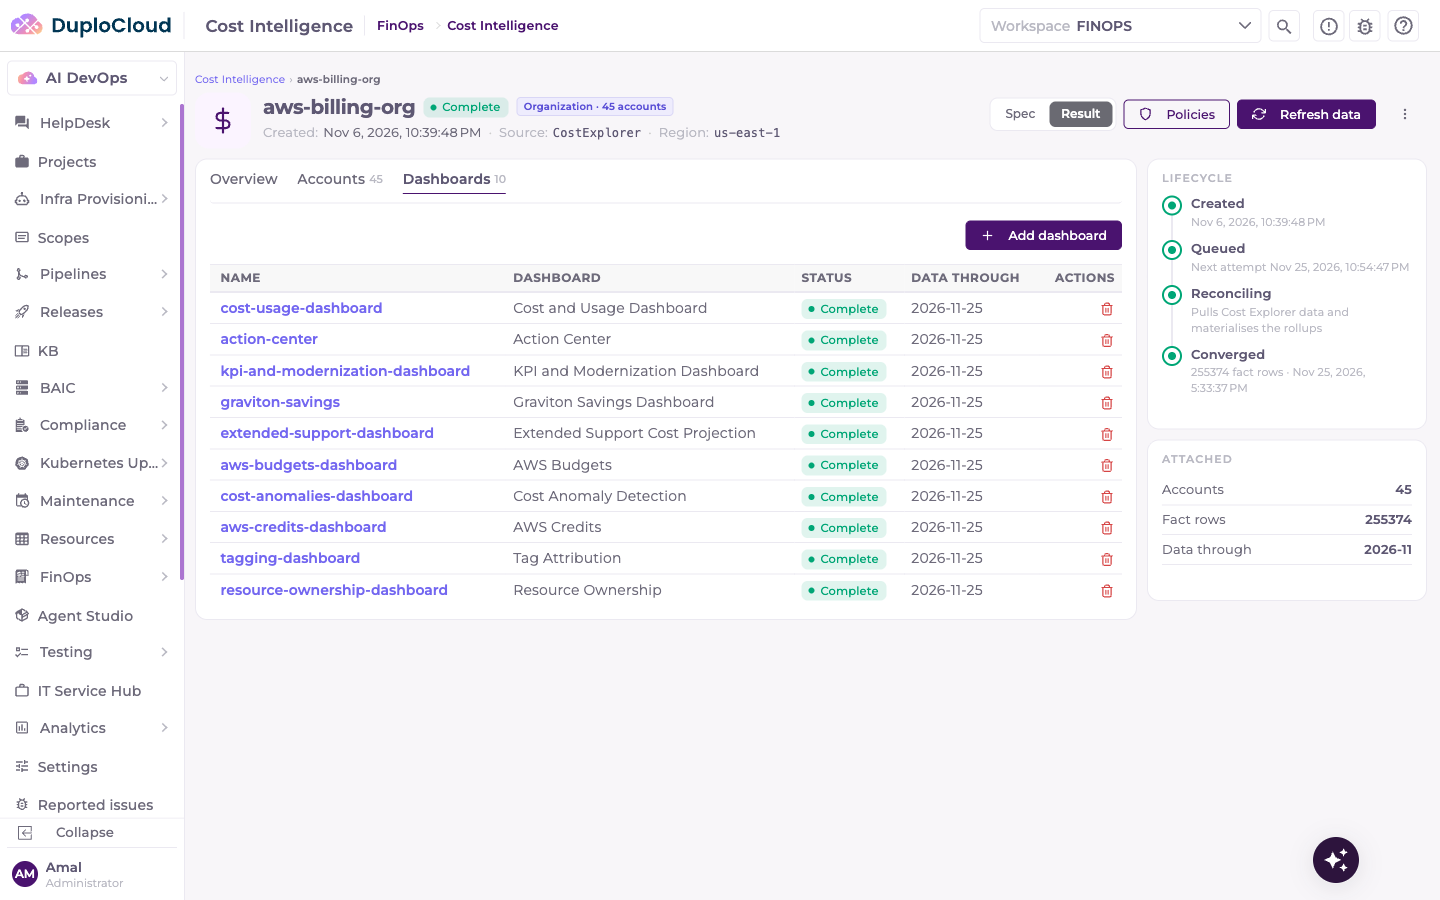 DuploCloud
Cost Intelligence
FinOps
Cost Intelligence
Workspace FINOPS
AI DevOps
HelpDesk
Projects
Infra Provisioni...
Scopes
Pipelines
Releases
KB
BAIC
Compliance
Kubernetes Up...
Maintenance
Resources
FinOps
Agent Studio
Testing
IT Service Hub
Analytics
Settings
Reported issues
Collapse
AM
Amal
Administrator
Cost Intelligence › aws-billing-org
$
aws-billing-org
Complete
Organization · 45 accounts
Created: Nov 6, 2026, 10:39:48 PM · Source: CostExplorer · Region: us-east-1
Spec
Result
Policies
Refresh data
Overview
Accounts 45
Dashboards 10
+ Add dashboard
NAME DASHBOARD STATUS DATA THROUGH ACTIONS
cost-usage-dashboard Cost and Usage Dashboard Complete 2026-11-25
action-center Action Center Complete 2026-11-25
kpi-and-modernization-dashboard KPI and Modernization Dashboard Complete 2026-11-25
graviton-savings Graviton Savings Dashboard Complete 2026-11-25
extended-support-dashboard Extended Support Cost Projection Complete 2026-11-25
aws-budgets-dashboard AWS Budgets Complete 2026-11-25
cost-anomalies-dashboard Cost Anomaly Detection Complete 2026-11-25
aws-credits-dashboard AWS Credits Complete 2026-11-25
tagging-dashboard Tag Attribution Complete 2026-11-25
resource-ownership-dashboard Resource Ownership Complete 2026-11-25
LIFECYCLE
Created
Nov 6, 2026, 10:39:48 PM
Queued
Next attempt Nov 25, 2026, 10:54:47 PM
Reconciling
Pulls Cost Explorer data and
materialises the rollups
Converged
255374 fact rows · Nov 25, 2026,
5:33:37 PM
ATTACHED
Accounts 45
Fact rows 255374
Data through 2026-11